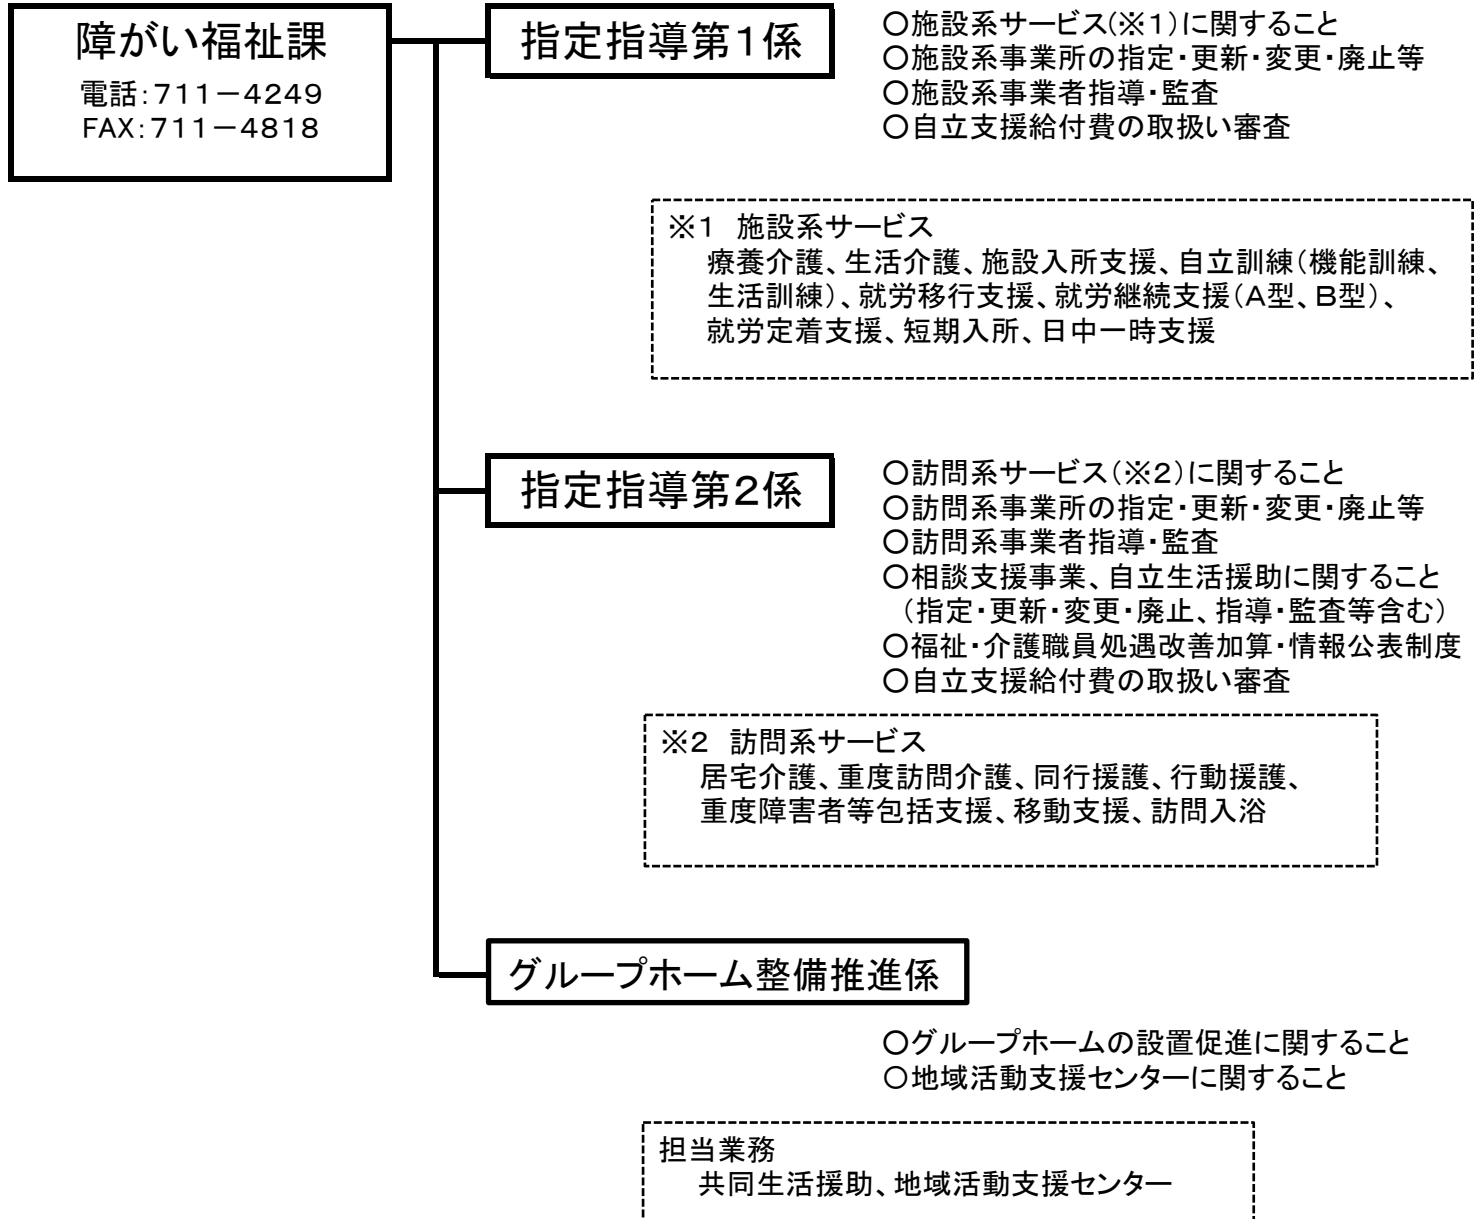 障がい福祉課
電話:711-4249
FAX:711-4818
指定指導第1係
○施設系サービス(※1)に関すること
○施設系事業所の指定・更新・変更・廃止等
○施設系事業者指導・監査
○自立支援給付費の取扱い審査
※1 施設系サービス
療養介護、生活介護、施設入所支援、自立訓練(機能訓練、
生活訓練)、就労移行支援、就労継続支援(A型、B型)、
就労定着支援、短期入所、日中一時支援
指定指導第2係
○訪問系サービス(※2)に関すること
○訪問系事業所の指定・更新・変更・廃止等
○訪問系事業者指導・監査
○相談支援事業、自立生活援助に関すること
(指定・更新・変更・廃止、指導・監査等含む)
○福祉・介護職員処遇改善加算・情報公表制度
○自立支援給付費の取扱い審査
※2 訪問系サービス
居宅介護、重度訪問介護、同行援護、行動援護、
重度障害者等包括支援、移動支援、訪問入浴
グループホーム整備推進係
○グループホームの設置促進に関すること
○地域活動支援センターに関すること
担当業務
共同生活援助、地域活動支援センター